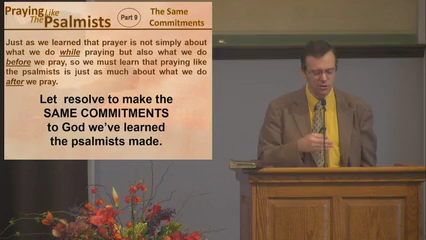 Praying Like
The Psalmists
Part 9
The Same
Commitments
Just as we learned that prayer is not simply about
what we do while praying but also what we do
before we pray, so we must learn that praying like
the psalmists is just as much about what we do
after we pray.
Let resolve to make the
SAME COMMITMENTS
to God we've learned
the psalmists made.